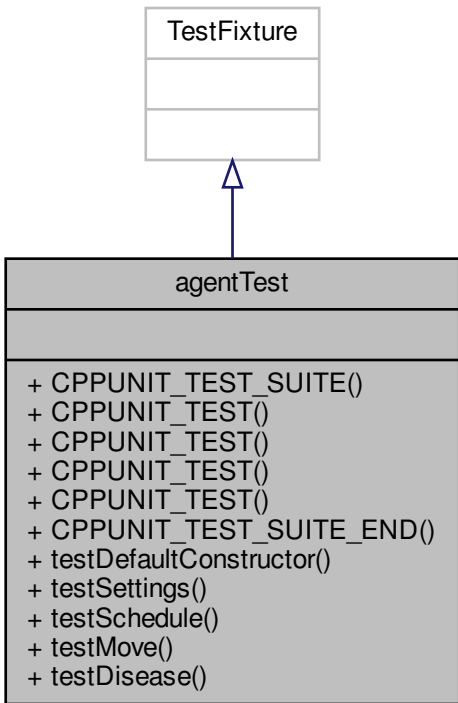 TestFixture
agentTest
+ CPPUNIT_TEST_SUITE()
+ CPPUNIT_TEST()
+ CPPUNIT_TEST()
+ CPPUNIT_TEST()
+ CPPUNIT_TEST()
+ CPPUNIT_TEST_SUITE_END()
+ testDefaultConstructor()
+ testSettings()
+ testSchedule()
+ testMove()
+ testDisease()